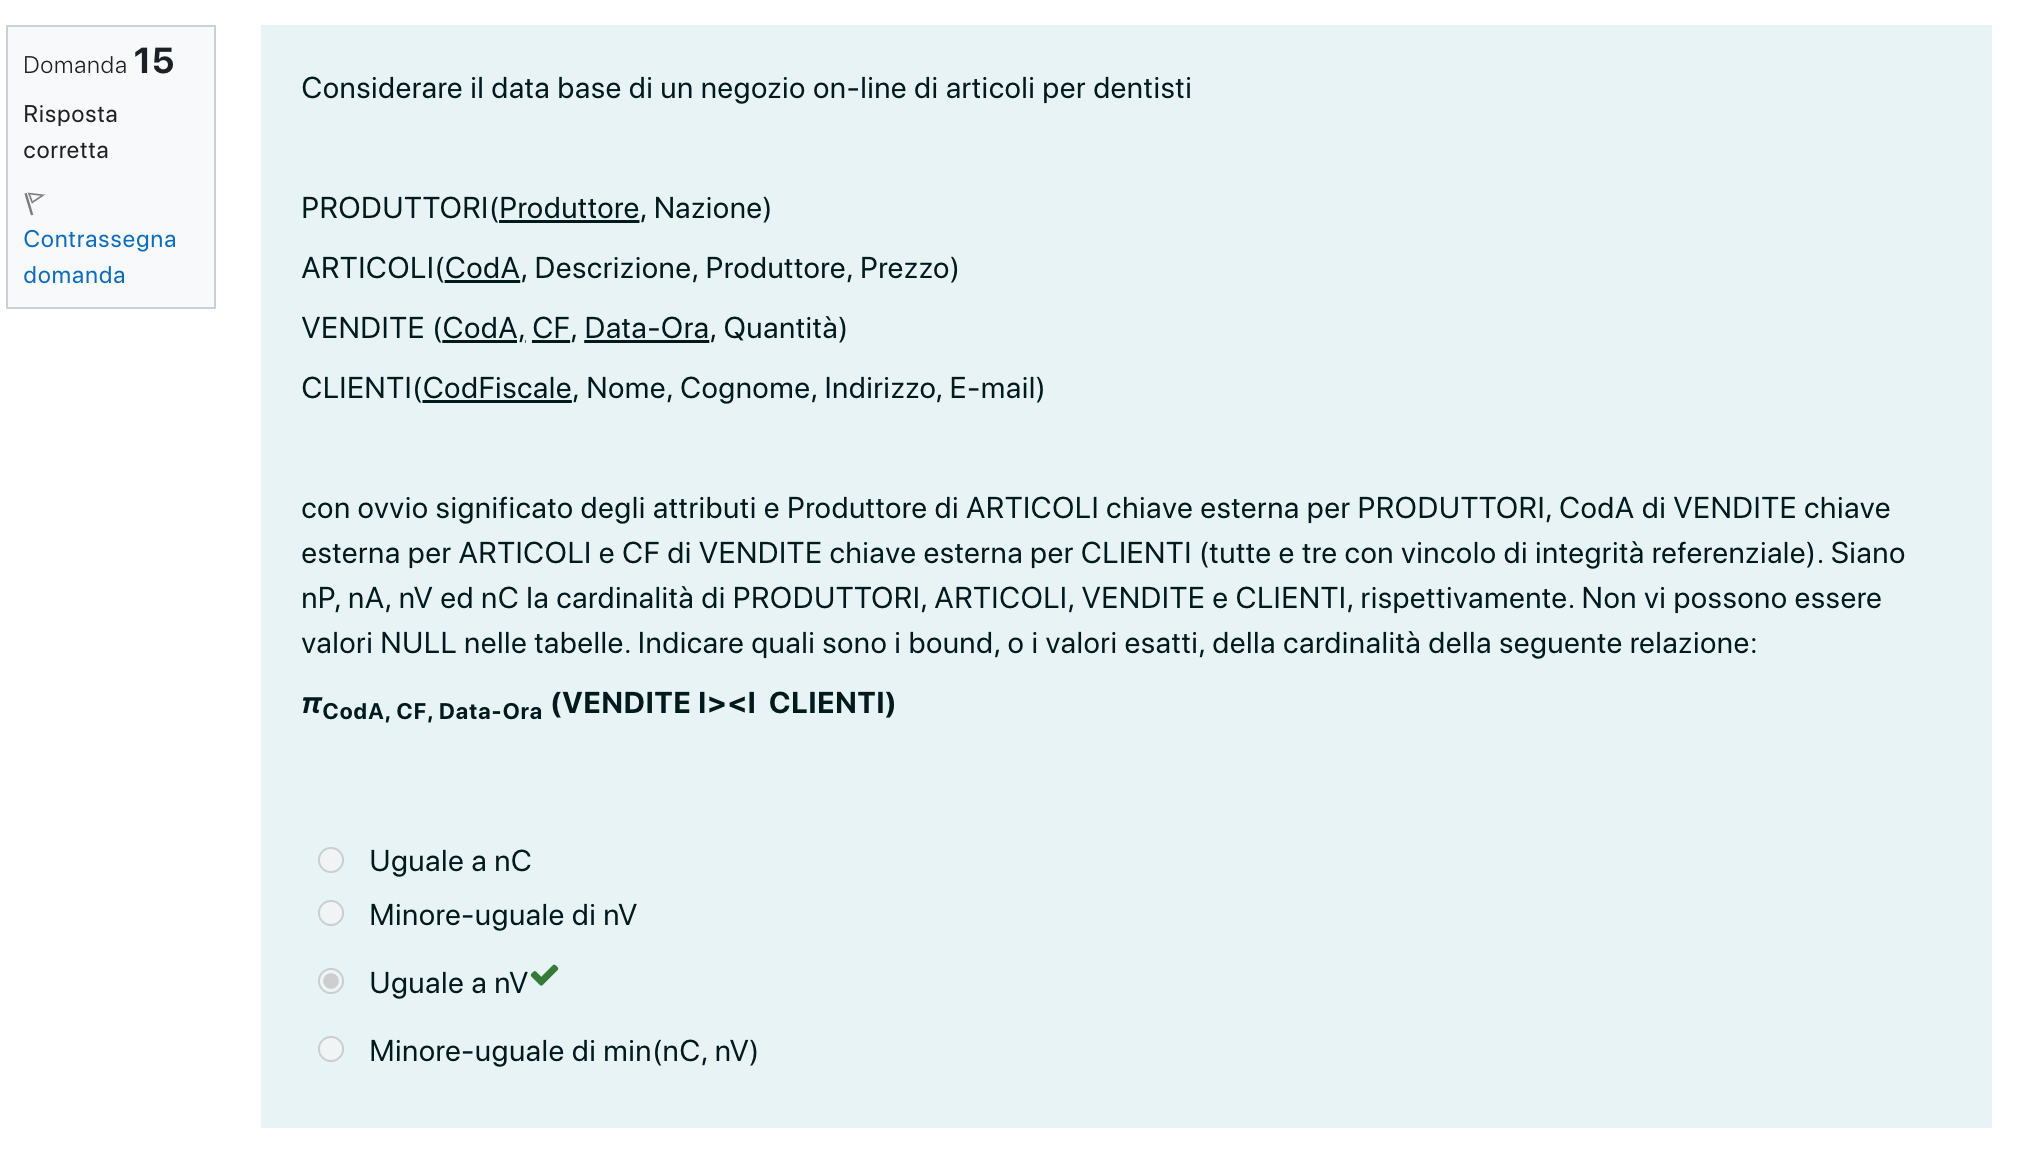 Domanda 15
Risposta
corretta
Contrassegna
domanda
Considerare il data base di un negozio on-line di articoli per dentisti
PRODUTTORI(Produttore, Nazione)
ARTICOLI(CodA, Descrizione, Produttore, Prezzo)
VENDITE (CodA, CF, Data-Ora, Quantità)
CLIENTI(CodFiscale, Nome, Cognome, Indirizzo, E-mail)
con ovvio significato degli attributi e Produttore di ARTICOLI chiave esterna per PRODUTTORI, CodA di VENDITE chiave
esterna per ARTICOLI e CF di VENDITE chiave esterna per CLIENTI (tutte e tre con vincolo di integrità referenziale). Siano
nP, nA, nV ed nC la cardinalità di PRODUTTORI, ARTICOLI, VENDITE e CLIENTI, rispettivamente. Non vi possono essere
valori NULL nelle tabelle. Indicare quali sono i bound, o i valori esatti, della cardinalità della seguente relazione:
π CodA, CF, Data-Ora (VENDITE I><I CLIENTI)
Uguale a nC
Minore-uguale di nV
Uguale a nV
Minore-uguale di min(nC, nV)